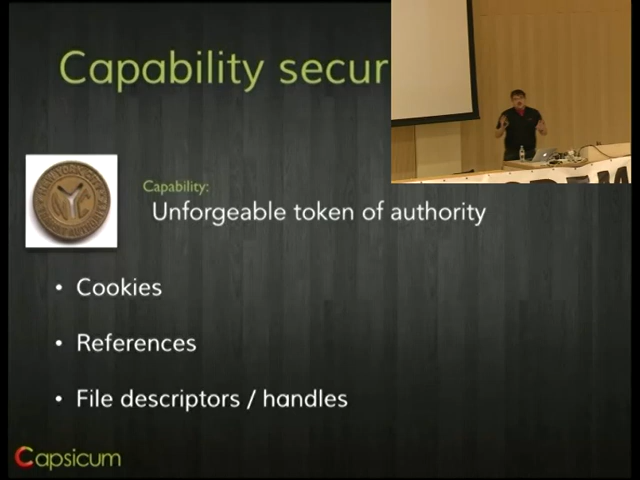 Capability secur
Capability:
Unforgeable token of authority
• Cookies
• References
• File descriptors / handles
Capsicum